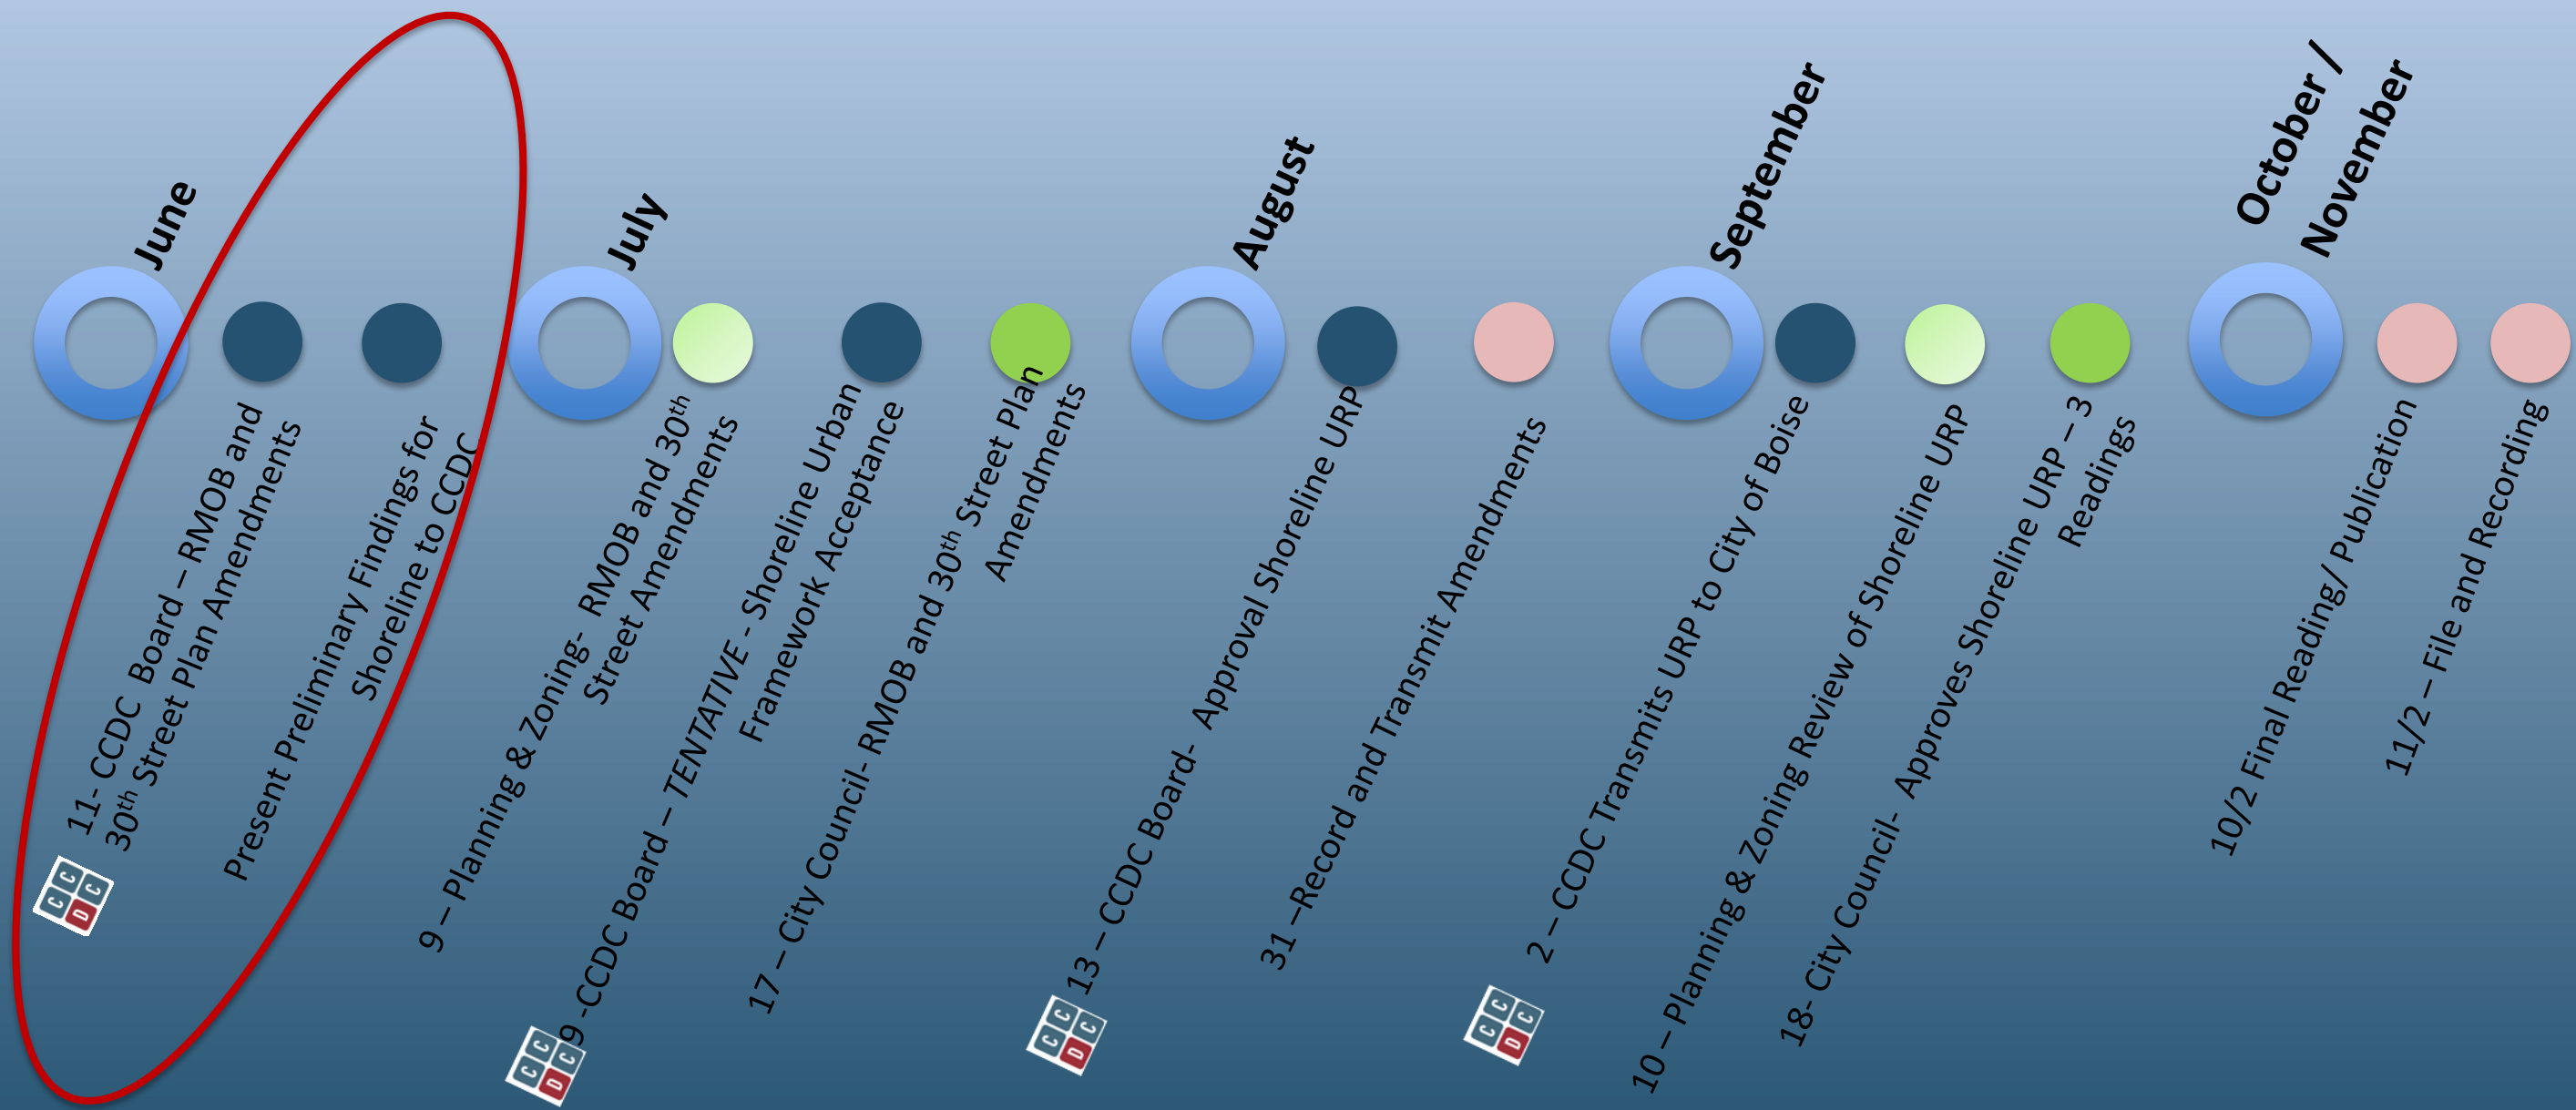 June
11- CCDC Board – RMOB and
30th Street Plan Amendments
Present Preliminary Findings for
Shoreline to CCDC
July
9 – Planning & Zoning- RMOB and 30th
Street Amendments
9 -CCDC Board – TENTATIVE - Shoreline Urban
Framework Acceptance
17 – City Council- RMOB and 30th Street Plan
Amendments
August
13 – CCDC Board- Approval Shoreline URP
31 –Record and Transmit Amendments
September
2 – CCDC Transmits URP to City of Boise
10 – Planning & Zoning Review of Shoreline URP
18- City Council- Approves Shoreline URP – 3
Readings
October /
November
10/2 Final Reading/ Publication
11/2 – File and Recording
C C
D C
C C
D C
C C
D C
C C
D C